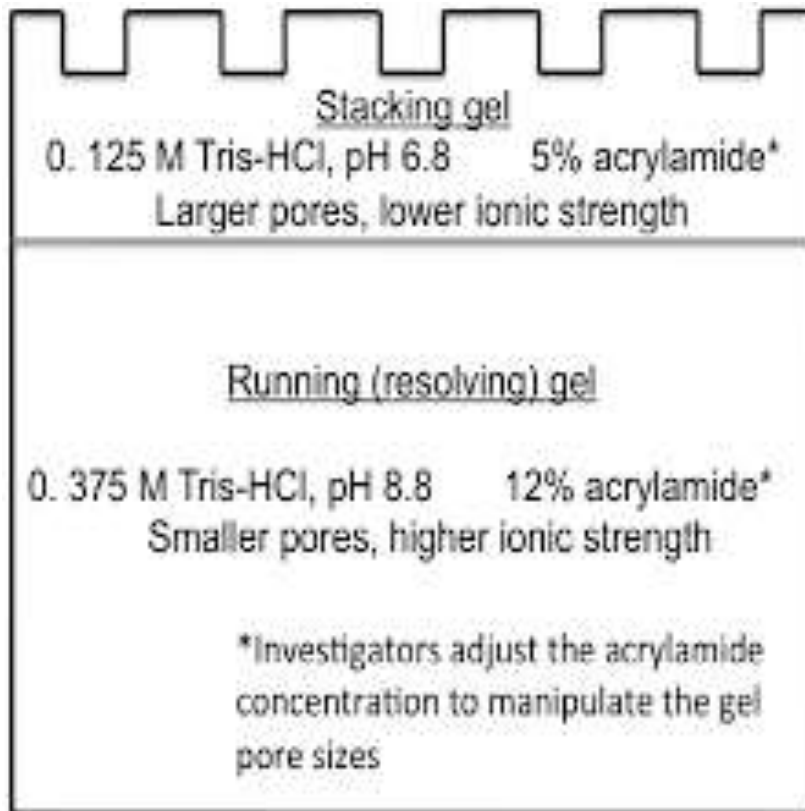 Stacking gel
0. 125 M Tris-HCl, pH 6.8 5% acrylamide*
Larger pores, lower ionic strength
Running (resolving) gel
0. 375 M Tris-HCl, pH 8.8 12% acrylamide*
Smaller pores, higher ionic strength
*Investigators adjust the acrylamide
concentration to manipulate the gel
pore sizes